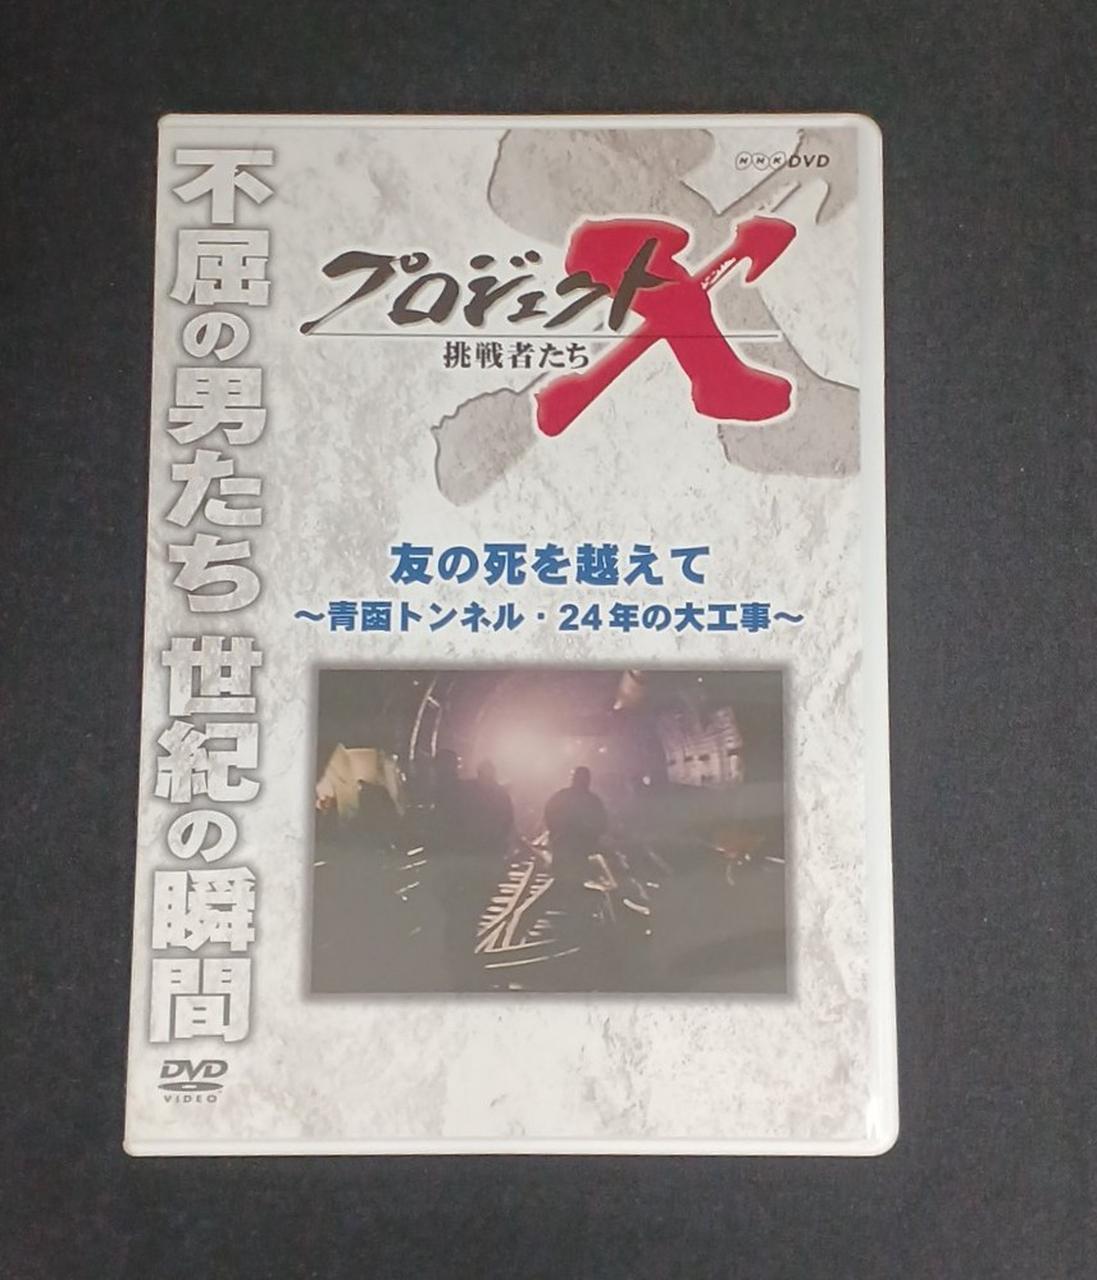 不屈の男たち 世紀の瞬間
NHK DVD
プロジェクトX
挑戦者たち
友の死を越えて
～青函トンネル・24年の大工事～
DVD
VIDEO